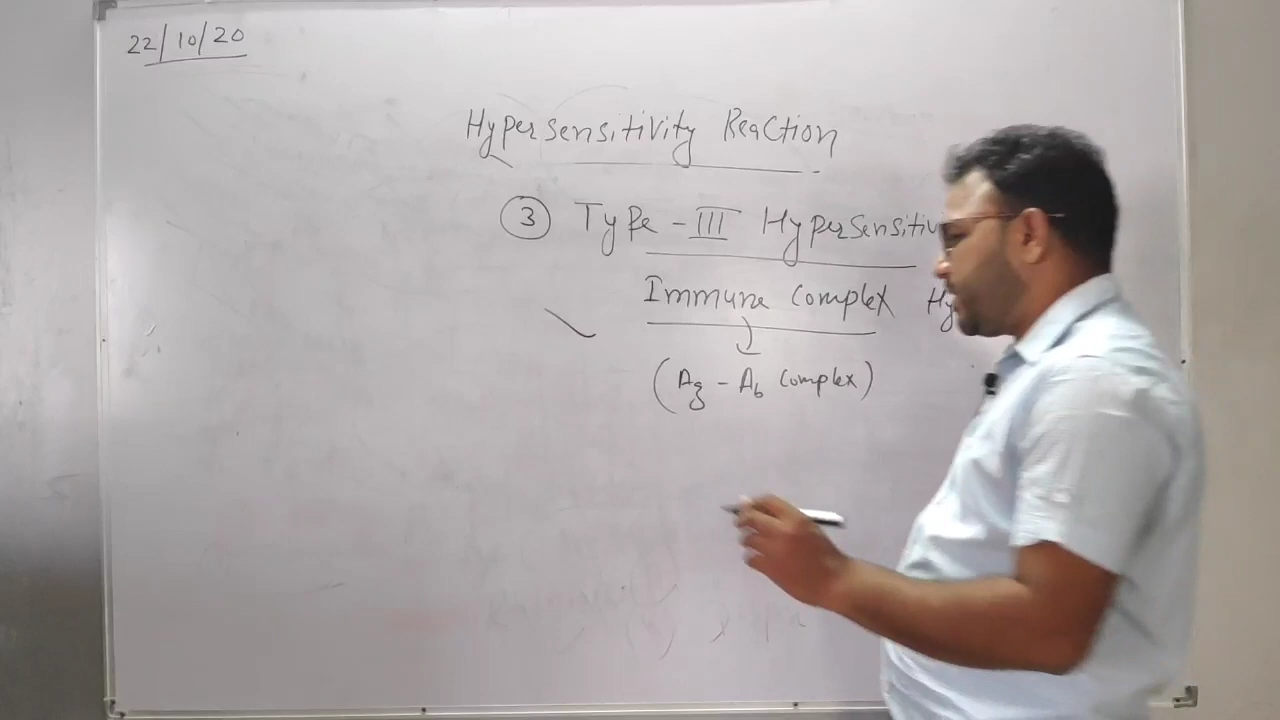 22/10/20
Hypersensitivity Reaction
③ Type - III Hypersensitiv
Immune Complex Hy
(Ag - Ab Complex)